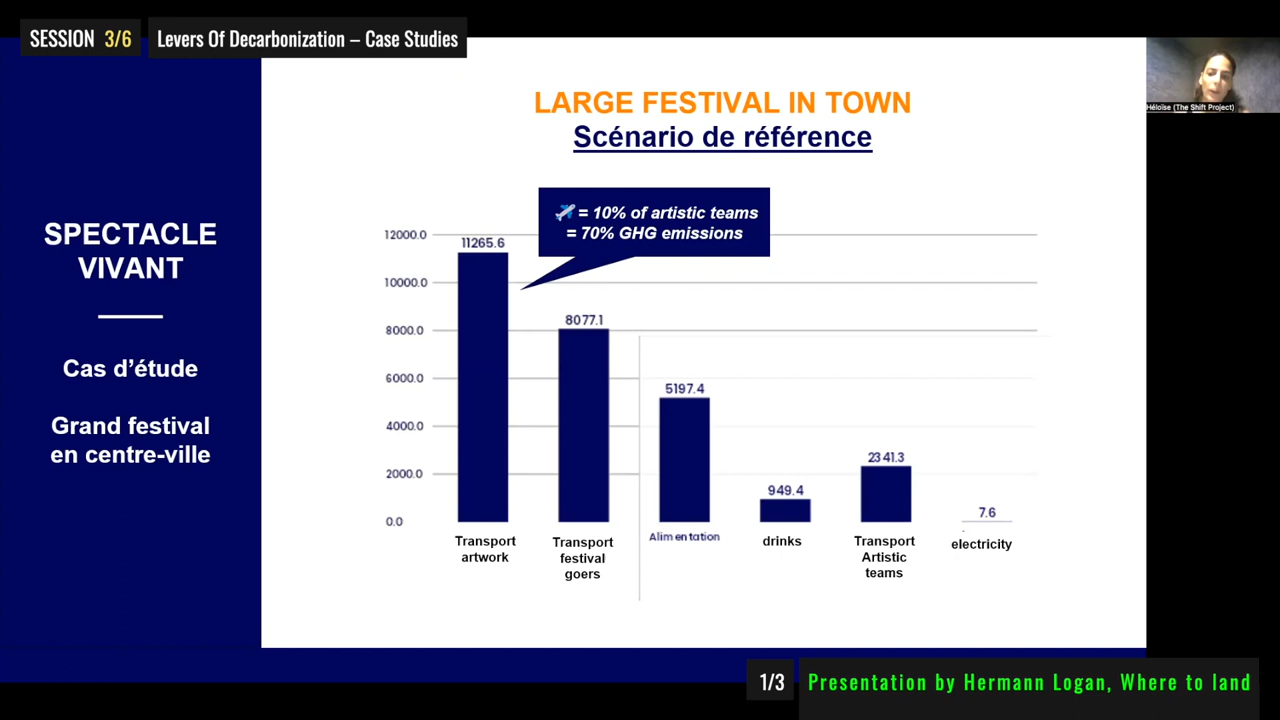 SESSION 3/6
Levers Of Decarbonization – Case Studies
Héloïse (The Shift Project)
LARGE FESTIVAL IN TOWN
Scénario de référence
SPECTACLE
VIVANT
Cas d'étude
Grand festival
en centre-ville
= 10% of artistic teams
= 70% GHG emissions
12000.0
10000.0
8000.0
6000.0
4000.0
2000.0
0.0
11265.6
8077.1
5197.4
949.4
2341.3
7.6
Transport
artwork
Transport
festival
goers
Alimentation
drinks
Transport
Artistic
teams
electricity
1/3
Presentation by Hermann Logan, Where to land